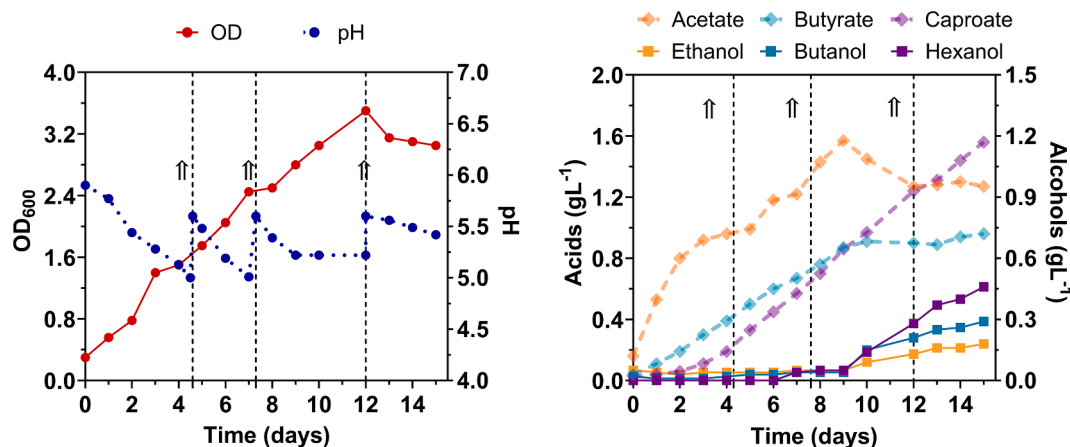 OD pH
4.0
3.2
2.4
1.6
0.8
0.0
OD600
7.0
6.5
6.0
5.5
5.0
4.5
4.0
pH
0 2 4 6 8 10 12 14
Time (days)
Acetate Butyrate Caproate
Ethanol Butanol Hexanol
2.0
1.6
1.2
0.8
0.4
0.0
Acids (gL-1)
1.5
1.2
0.9
0.6
0.3
0.0
Alcohols (gL-1)
0 2 4 6 8 10 12 14
Time (days)